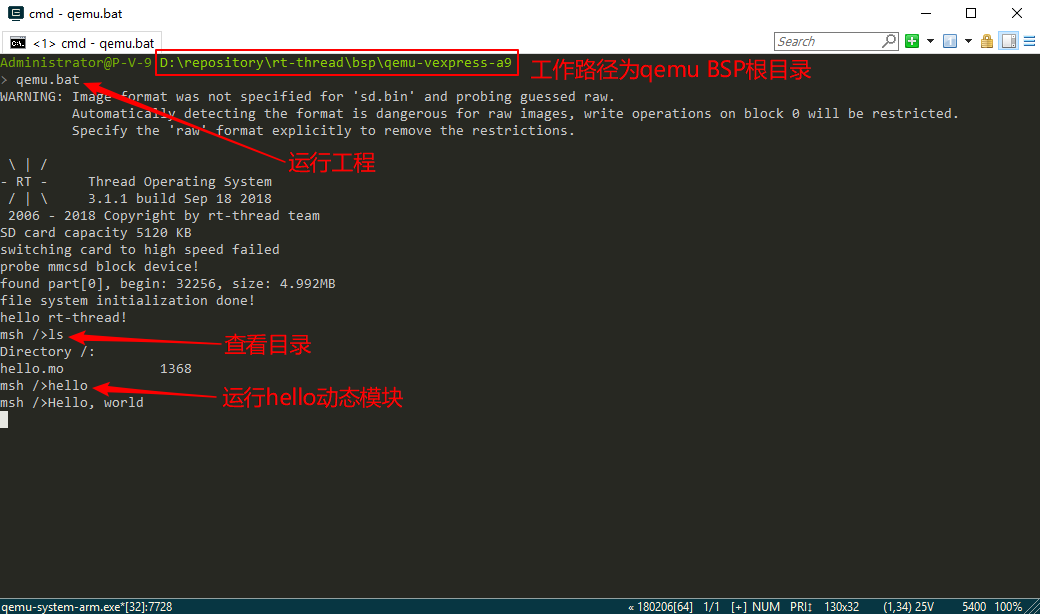 cmd - qemu.bat
<1> cmd - qemu.bat
Search
Administrator@P-V-9 D:\repository\rt-thread\bsp\qemu-vexpress-a9
工作路径为qemu BSP根目录
> qemu.bat
WARNING: Image format was not specified for 'sd.bin' and probing guessed raw.
Automatically detecting the format is dangerous for raw images, write operations on block 0 will be restricted.
Specify the 'raw' format explicitly to remove the restrictions.
运行工程
\ | /
- RT - Thread Operating System
/ | \ 3.1.1 build Sep 18 2018
2006 - 2018 Copyright by rt-thread team
SD card capacity 5120 KB
switching card to high speed failed
probe mmcsd block device!
found part[0], begin: 32256, size: 4.992MB
file system initialization done!
hello rt-thread!
msh />ls
查看目录
Directory /:
hello.mo 1368
msh />hello
运行hello动态模块
msh />Hello, world
qemu-system-arm.exe*[32]:7728 « 180206[64] 1/1 [+] NUM PRI↕ 130x32 (1,34) 25V 5400 100%